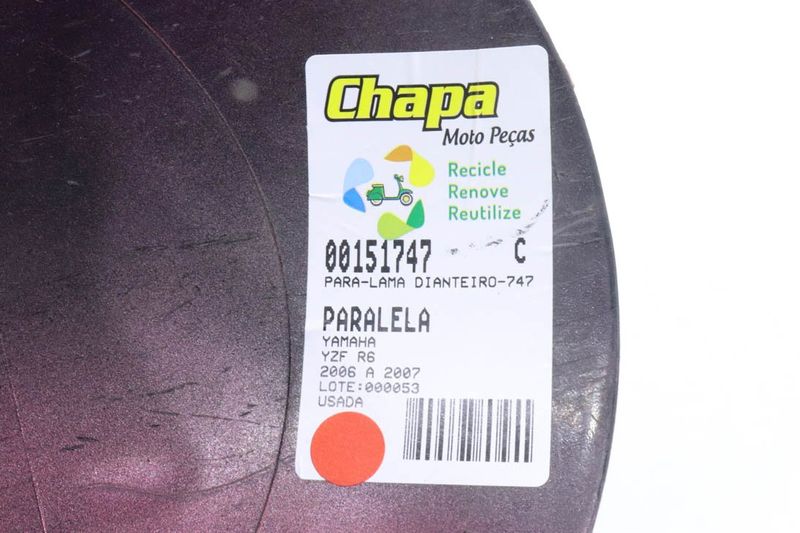 Chapa
Moto Peças
Recicle
Renove
Reutilize
00151747 C
PARA-LAMA DIANTEIRO-747
PARALELA
YAMAHA
YZF R6
2006 A 2007
LOTE:000053
USADA